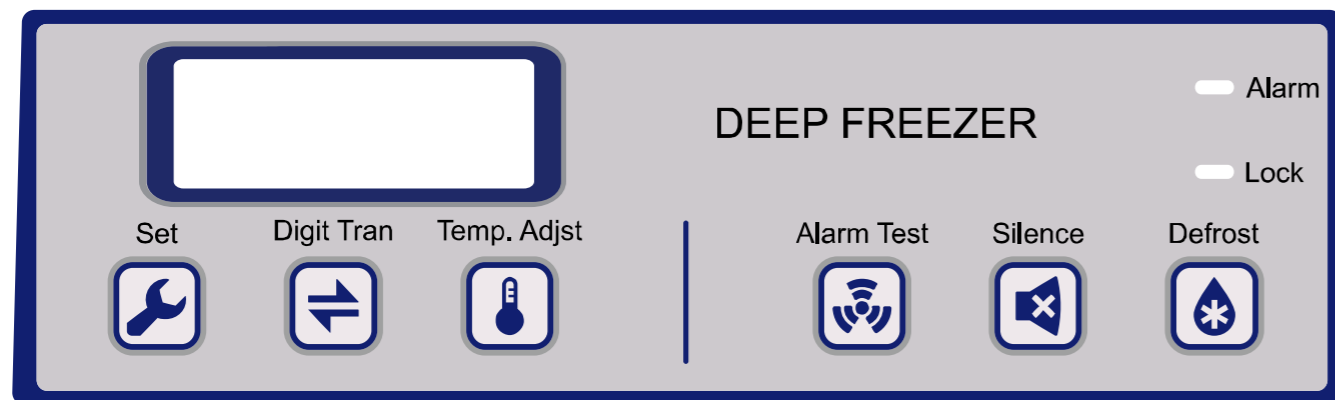 DEEP FREEZER
Alarm
Lock
Set
Digit Tran
Temp. Adjst
Alarm Test
Silence
Defrost